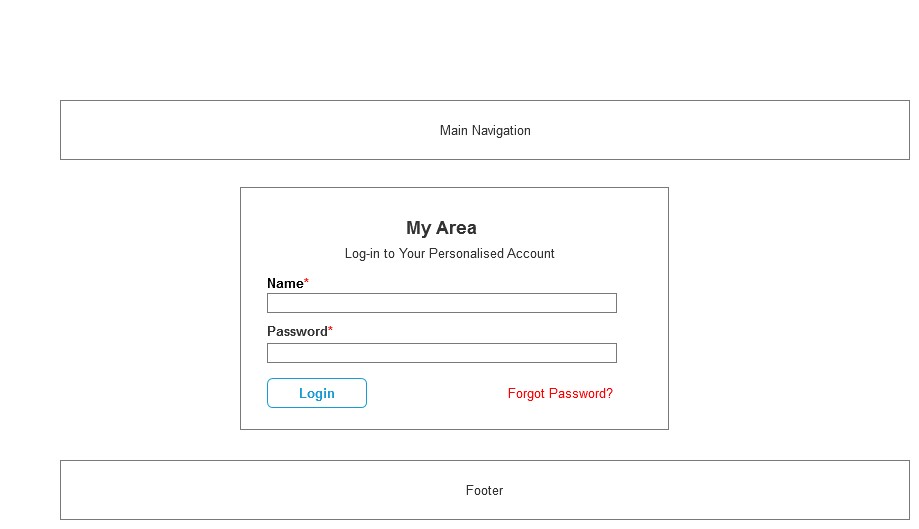 Main Navigation
My Area
Log-in to Your Personalised Account
Name*
Password*
Login
Forgot Password?
Footer